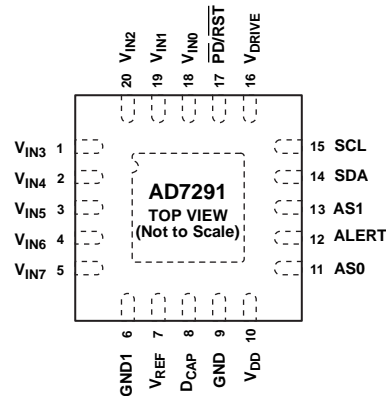 VIN2
VIN1
VIN0
PD/RST
VDRIVE
20 19 18 17 16
VIN3 1
VIN4 2
VIN5 3
VIN6 4
VIN7 5
AD7291
TOP VIEW
(Not to Scale)
15 SCL
14 SDA
13 AS1
12 ALERT
11 AS0
6 7 8 9 10
GND1
VREF
DCAP
GND
VDD